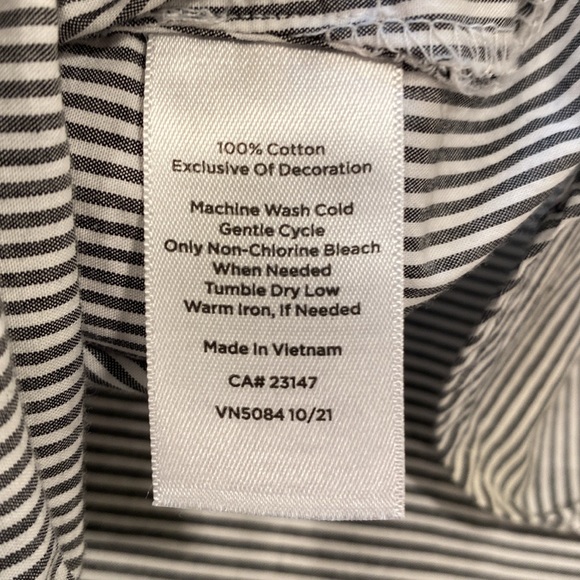 100% Cotton
Exclusive Of Decoration
Machine Wash Cold
Gentle Cycle
Only Non-Chlorine Bleach
When Needed
Tumble Dry Low
Warm Iron, If Needed
Made In Vietnam
CA# 23147
VN5084 10/21